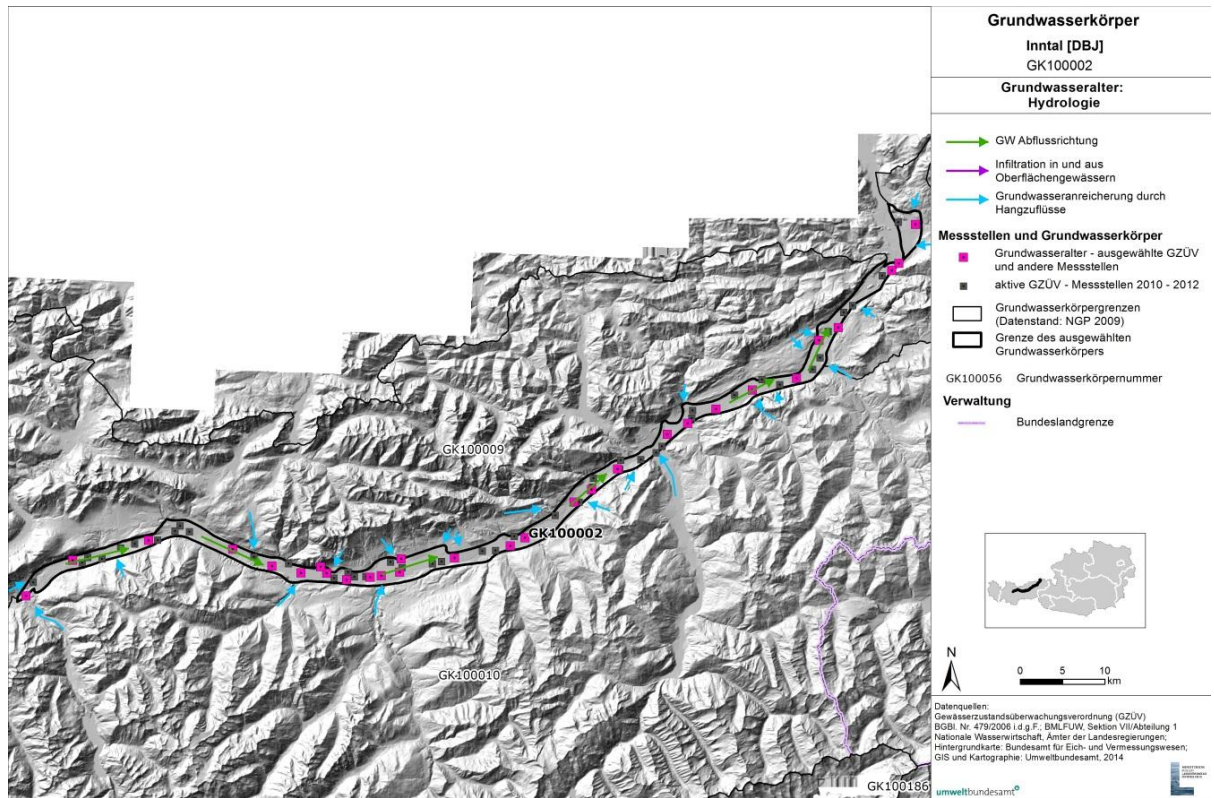 Grundwasserkörper
Inntal [DBJ]
GK100002
Grundwasseralter:
Hydrologie
GW Abflussrichtung
Infiltration in und aus
Oberflächengewässern
Grundwasseranreicherung durch
Hangzuflüsse
Messstellen und Grundwasserkörper
Grundwasseralter - ausgewählte GZÜV
und andere Messstellen
aktive GZÜV - Messstellen 2010 - 2012
Grundwasserkörpergrenzen
(Datenstand: NGP 2009)
Grenze des ausgewählten
Grundwasserkörpers
GK100056 Grundwasserkörpernummer
Verwaltung
Bundeslandgrenze
GK100009
GK100002
GK100010
GK100186
N
0 5 10
km
Datenquellen:
Gewässerzustandsüberwachungsverordnung (GZÜV)
BGBl. Nr. 479/2006 i.d.g.F.; BMLFUW, Sektion VII/Abteilung 1
Nationale Wasserwirtschaft, Ämter der Landesregierungen;
Hintergrundkarte: Bundesamt für Eich- und Vermessungswesen;
GIS und Kartographie: Umweltbundesamt, 2014
umweltbundesamt